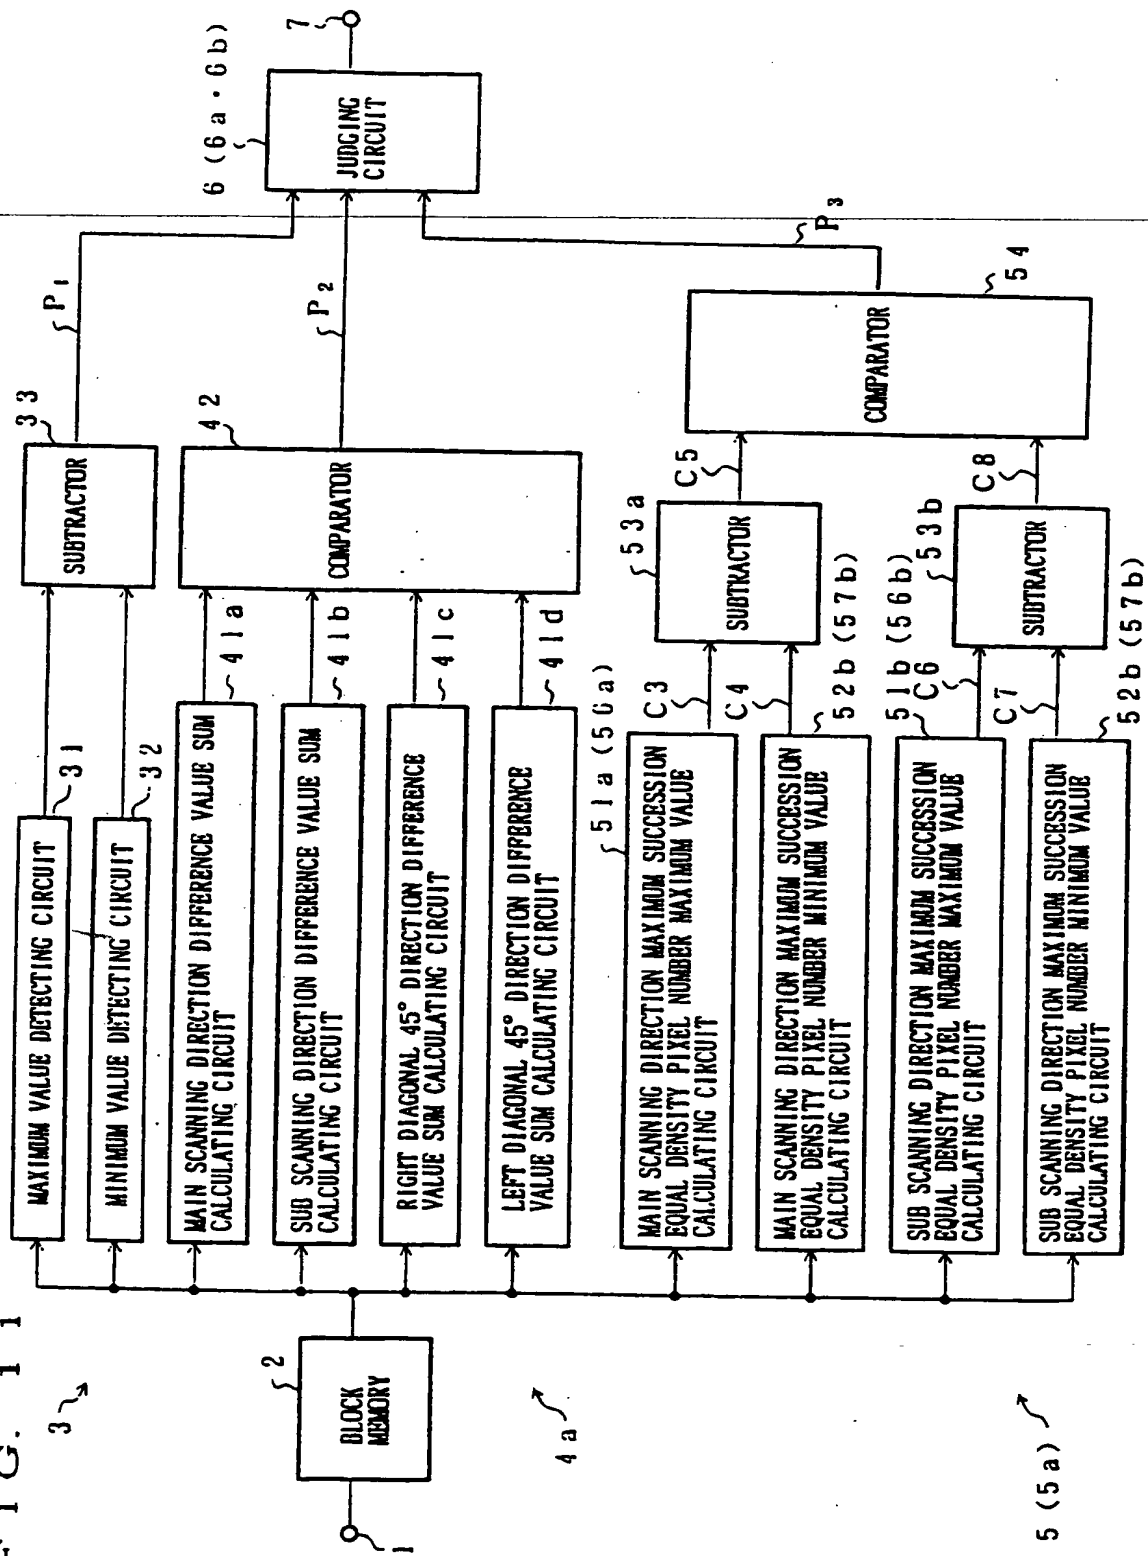 FIG. 11
3
MAXIMUM VALUE DETECTING CIRCUIT
31
MINIMUM VALUE DETECTING CIRCUIT
32
SUBTRACTOR
33
P1
MAIN SCANNING DIRECTION DIFFERENCE VALUE SUM
CALCULATING CIRCUIT
41a
SUB SCANNING DIRECTION DIFFERENCE VALUE SUM
CALCULATING CIRCUIT
41b
RIGHT DIAGONAL 45° DIRECTION DIFFERENCE
VALUE SUM CALCULATING CIRCUIT
41c
LEFT DIAGONAL 45° DIRECTION DIFFERENCE
VALUE SUM CALCULATING CIRCUIT
41d
COMPARATOR
42
P2
1
BLOCK
MEMORY
2
4a
JUDGING
CIRCUIT
6 (6a・6b)
7
MAIN SCANNING DIRECTION MAXIMUM SUCCESSION
EQUAL DENSITY PIXEL NUMBER MAXIMUM VALUE
CALCULATING CIRCUIT
51a (56a)
C3
MAIN SCANNING DIRECTION MAXIMUM SUCCESSION
EQUAL DENSITY PIXEL NUMBER MINIMUM VALUE
CALCULATING CIRCUIT
52b (57b)
C4
SUBTRACTOR
53a
C5
SUB SCANNING DIRECTION MAXIMUM SUCCESSION
EQUAL DENSITY PIXEL NUMBER MAXIMUM VALUE
CALCULATING CIRCUIT
51b (56b)
C6
SUB SCANNING DIRECTION MAXIMUM SUCCESSION
EQUAL DENSITY PIXEL NUMBER MINIMUM VALUE
CALCULATING CIRCUIT
52b (57b)
C7
SUBTRACTOR
53b
C8
COMPARATOR
54
P3
5 (5a)